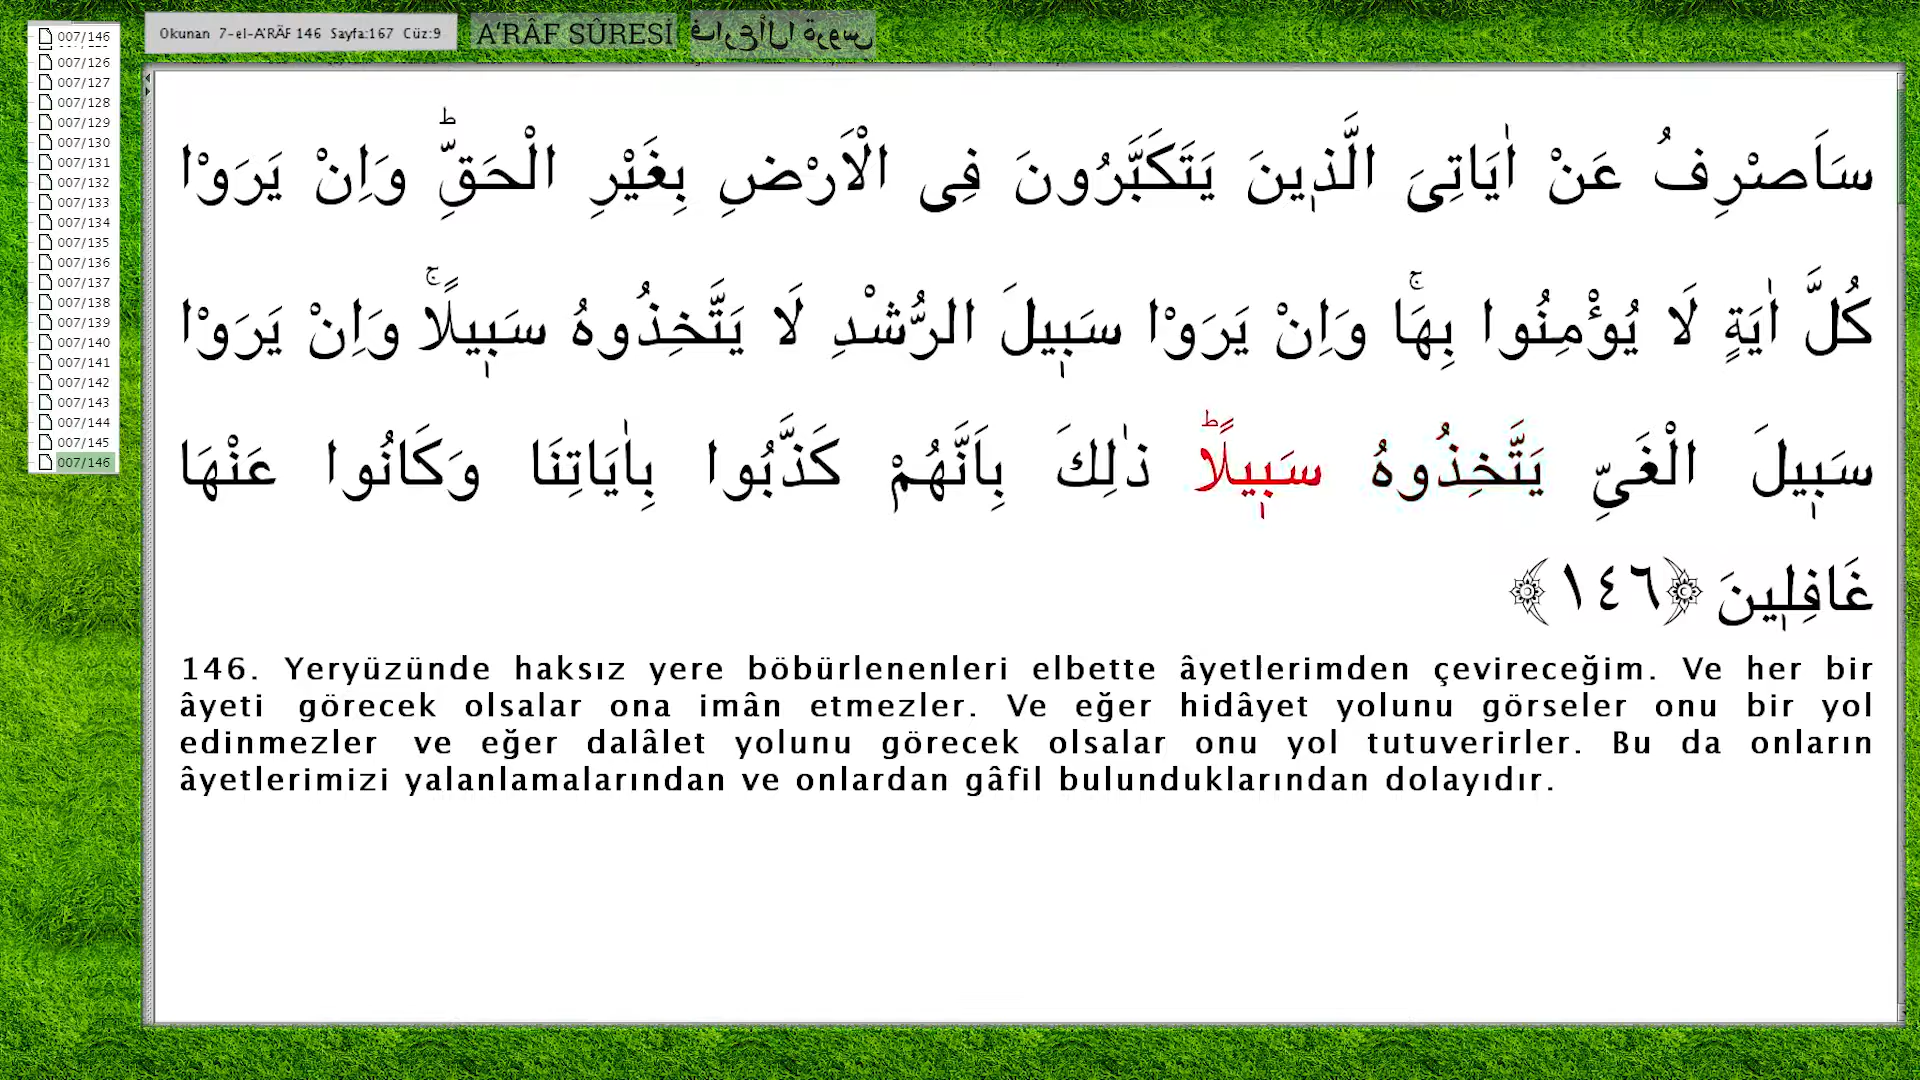 007/146
007/126
007/127
007/128
007/129
007/130
007/131
007/132
007/133
007/134
007/135
007/136
007/137
007/138
007/139
007/140
007/141
007/142
007/143
007/144
007/145
007/146
Okunan 7-el-A'RÃF 146 Sayfa:167 Cüz:9
A'RÂF SÛRESİ
سورة الأعراف
سَاَصْرِفُ عَنْ اٰيَاتِىَ الَّذ۪ينَ يَتَكَبَّرُونَ فِى الْاَرْضِ بِغَيْرِ الْحَقِّۜ وَاِنْ يَرَوْا
كُلَّ اٰيَةٍ لَا يُؤْمِنُوا بِهَاۚ وَاِنْ يَرَوْا سَب۪يلَ الرُّشْدِ لَا يَتَّخِذُوهُ سَب۪يلًاۚ وَاِنْ يَرَوْا
سَب۪يلَ الْغَىِّ يَتَّخِذُوهُ سَب۪يلًاۜ ذٰلِكَ بِاَنَّهُمْ كَذَّبُوا بِاٰيَاتِنَا وَكَانُوا عَنْهَا
غَافِل۪ينَ ﴿١٤٦﴾
146. Yeryüzünde haksız yere böbürlenenleri elbette âyetlerimden çevireceğim. Ve her bir
âyeti görecek olsalar ona imân etmezler. Ve eğer hidâyet yolunu görseler onu bir yol
edinmezler ve eğer dalâlet yolunu görecek olsalar onu yol tutuverirler. Bu da onların
âyetlerimizi yalanlamalarından ve onlardan gâfil bulunduklarından dolayıdır.